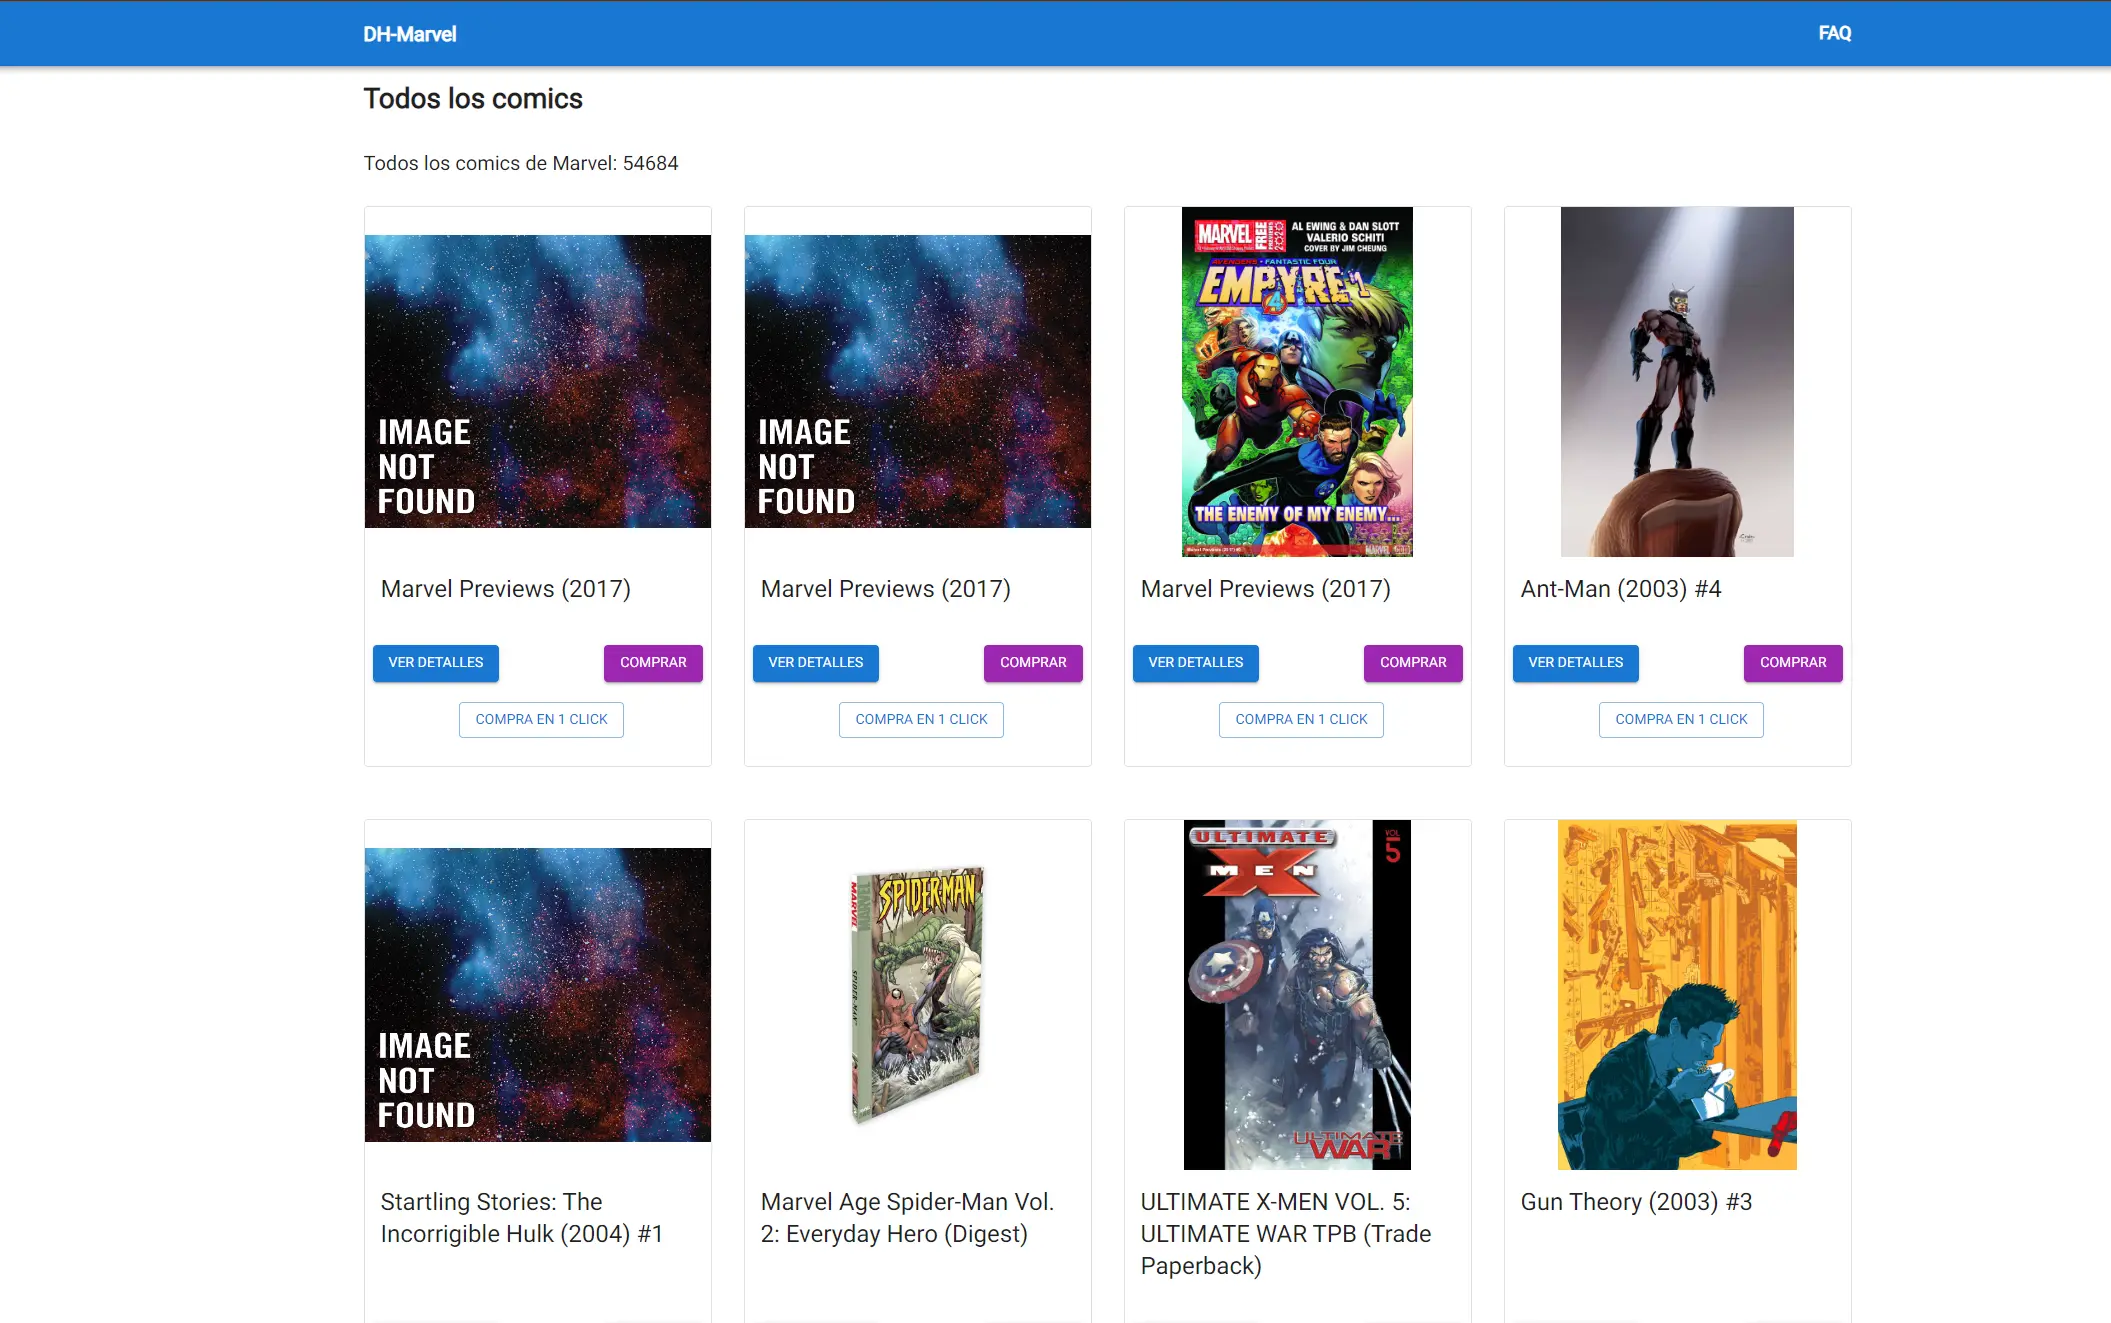 DH-Marvel
FAQ
Todos los comics
Todos los comics de Marvel: 54684
IMAGE
NOT
FOUND
Marvel Previews (2017)
VER DETALLES
COMPRAR
COMPRA EN 1 CLICK
IMAGE
NOT
FOUND
Marvel Previews (2017)
VER DETALLES
COMPRAR
COMPRA EN 1 CLICK
MARVEL
FREE
PREVIEWS
2020
AL EWING & DAN SLOTT
VALERIO SCHITI
COVER BY JIM CHEUNG
AVENGERS • FANTASTIC FOUR
EMPYRE #1
4
THE ENEMY OF MY ENEMY...
MARVEL
Marvel Previews (2017)
VER DETALLES
COMPRAR
COMPRA EN 1 CLICK
Ant-Man (2003) #4
VER DETALLES
COMPRAR
COMPRA EN 1 CLICK
IMAGE
NOT
FOUND
Startling Stories: The
Incorrigible Hulk (2004) #1
MARVEL
SPIDER-MAN
SPIDER-MAN
Marvel Age Spider-Man Vol.
2: Everyday Hero (Digest)
ULTIMATE
X
MEN
VOL
5
ULTIMATE
WAR
ULTIMATE X-MEN VOL. 5:
ULTIMATE WAR TPB (Trade
Paperback)
Gun Theory (2003) #3